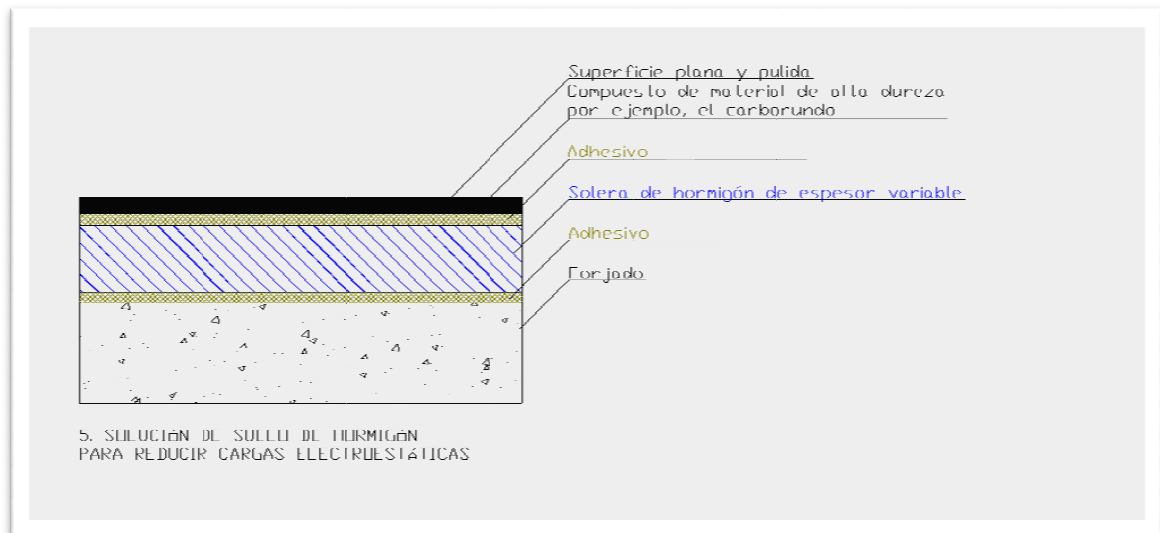 Superficie plana y pulida
Compuesto de material de alta dureza
por ejemplo, el carborundo
Adhesivo
Solera de hormigón de espesor variable
Adhesivo
Forjado
5. SOLUCIÓN DE SUELO DE HORMIGÓN
PARA REDUCIR CARGAS ELECTROESTÁTICAS